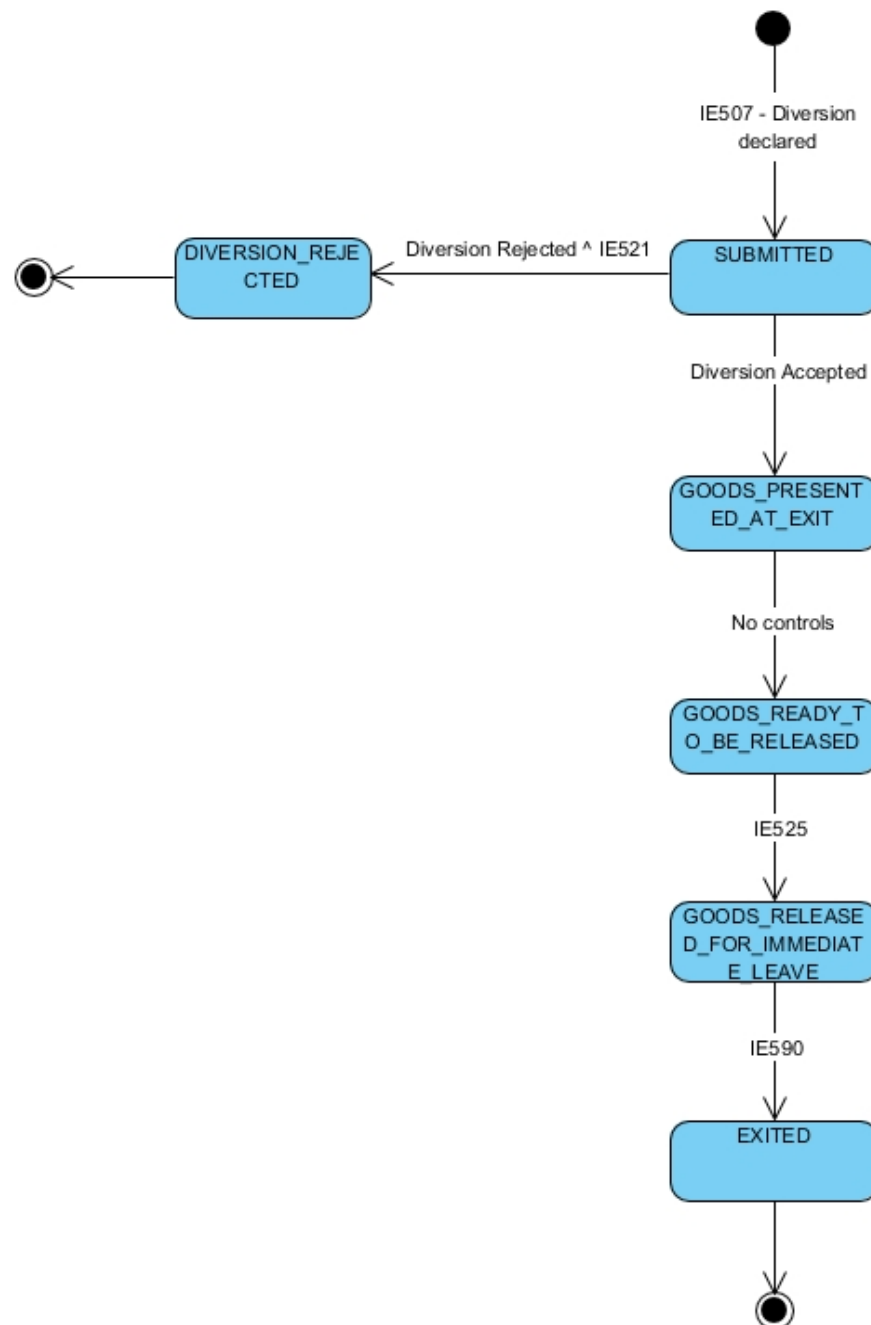 IE507 - Diversion
declared
DIVERSION_REJE
CTED
Diversion Rejected ^ IE521
SUBMITTED
Diversion Accepted
GOODS_PRESENT
ED_AT_EXIT
No controls
GOODS_READY_T
O_BE_RELEASED
IE525
GOODS_RELEASE
D_FOR_IMMEDIAT
E_LEAVE
IE590
EXITED